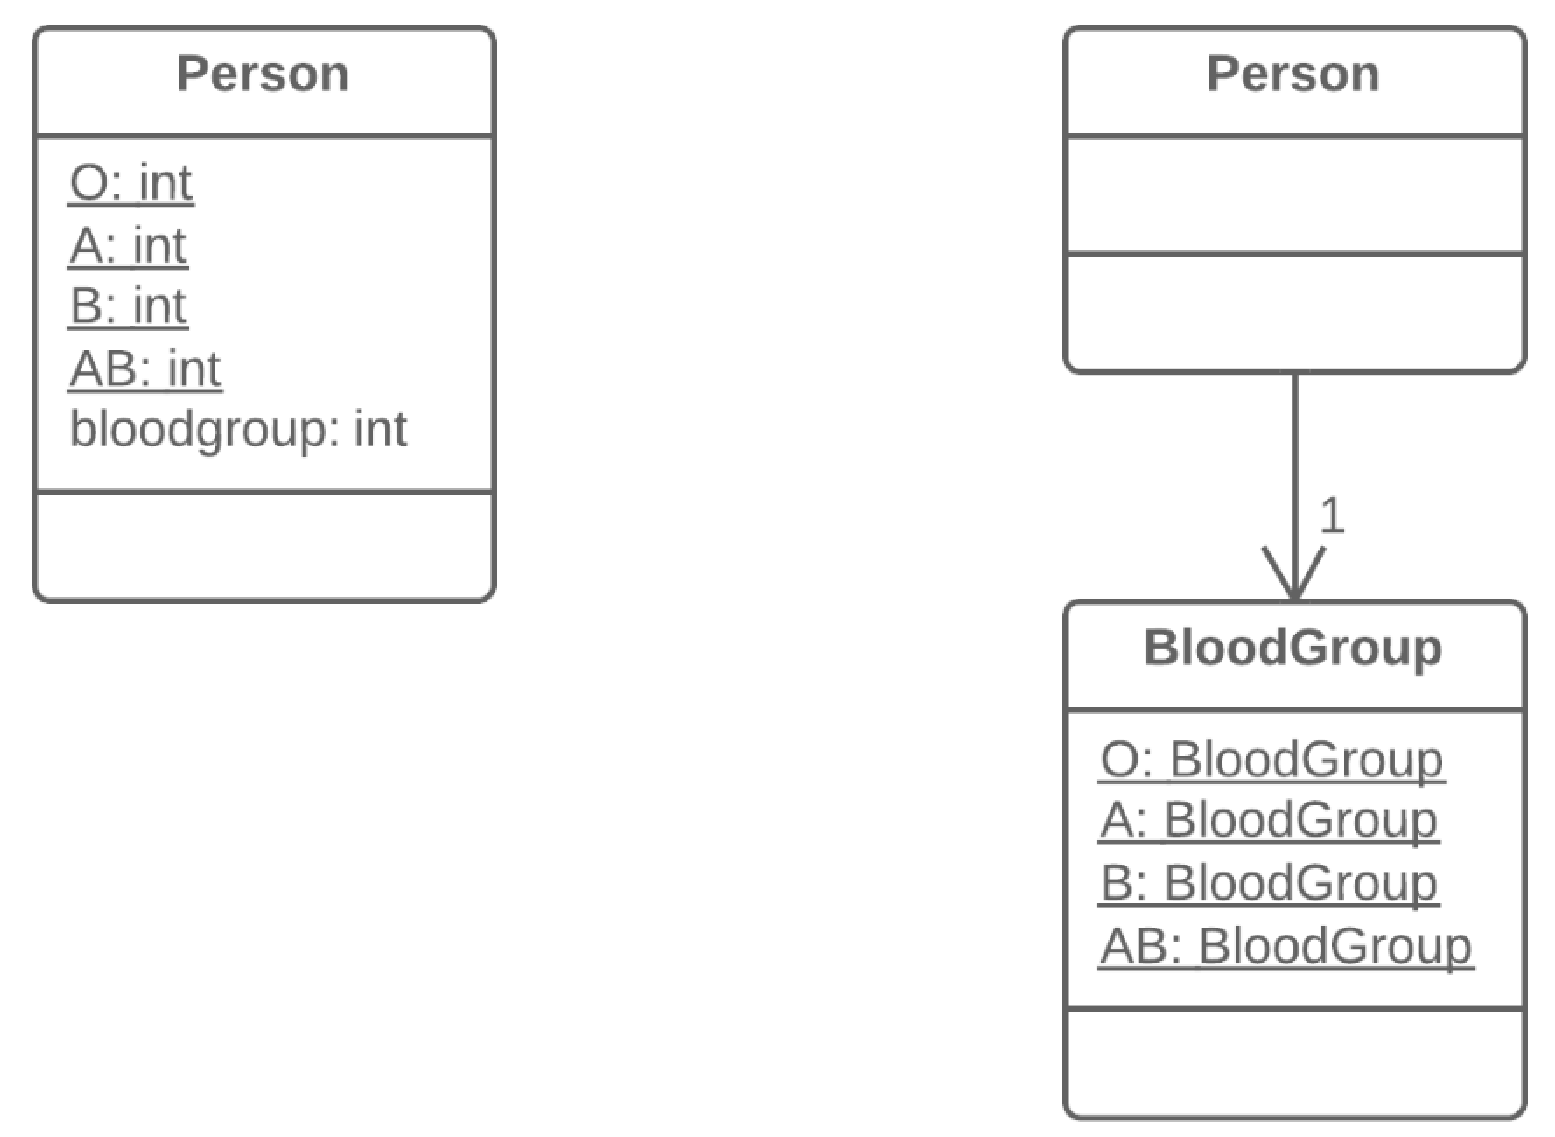 Person
O: int
A: int
B: int
AB: int
bloodgroup: int
Person
1
BloodGroup
O: BloodGroup
A: BloodGroup
B: BloodGroup
AB: BloodGroup